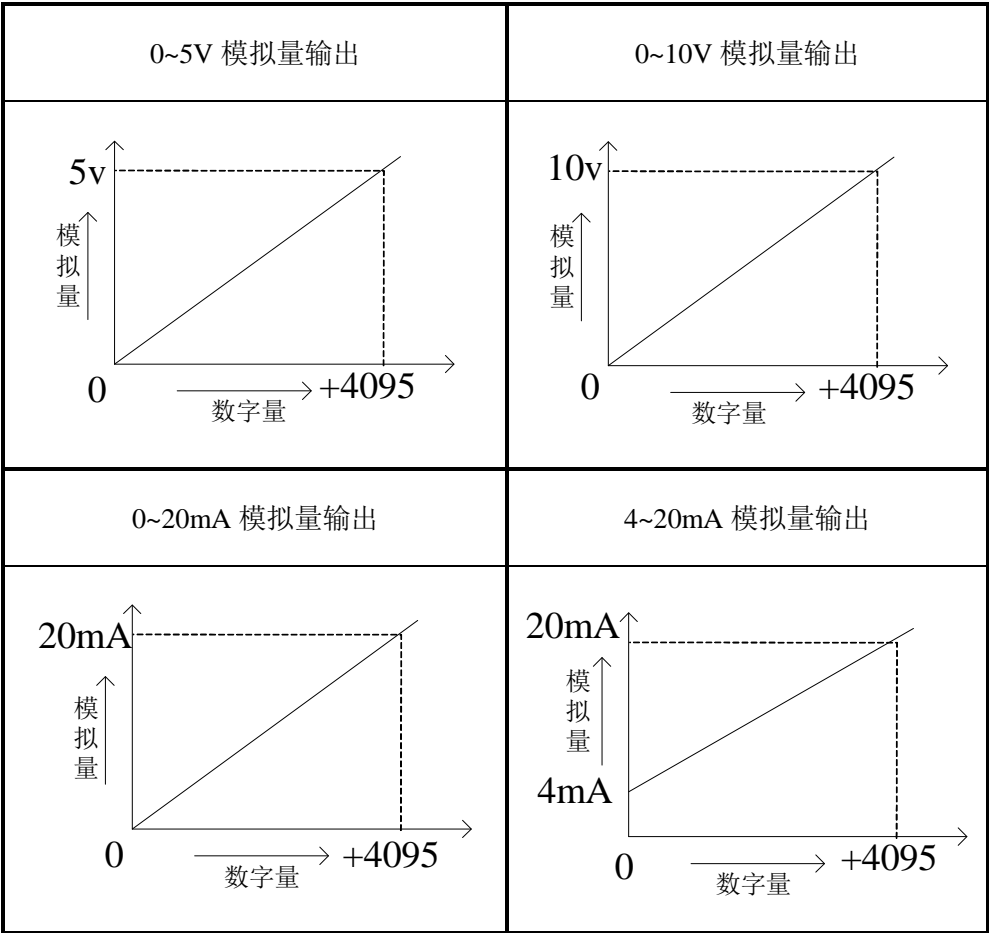 0~5V 模拟量输出
0~10V 模拟量输出
5v
模拟量
0
+4095
数字量
10v
模拟量
0
+4095
数字量
0~20mA 模拟量输出
4~20mA 模拟量输出
20mA
模拟量
0
+4095
数字量
20mA
模拟量
4mA
0
+4095
数字量